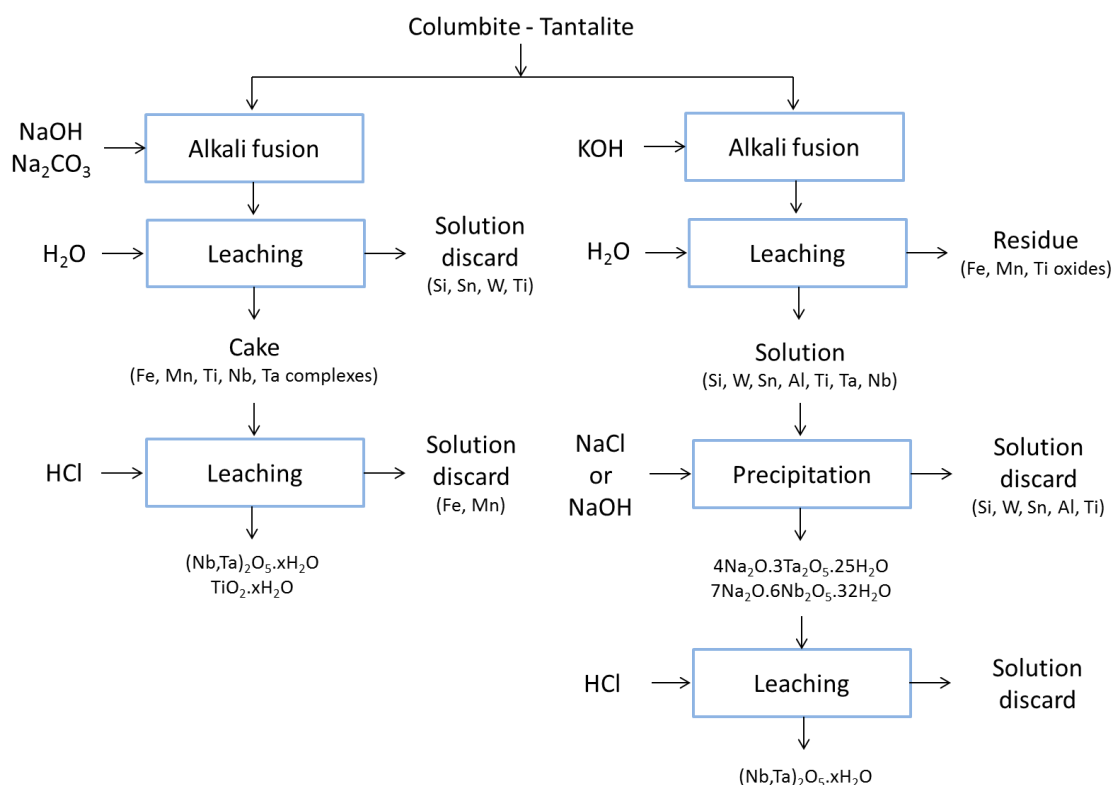 Columbite - Tantalite
NaOH
Na₂CO₃
Alkali fusion
H₂O
Leaching
Solution
discard
(Si, Sn, W, Ti)
Cake
(Fe, Mn, Ti, Nb, Ta complexes)
HCl
Leaching
Solution
discard
(Fe, Mn)
(Nb,Ta)₂O₅.xH₂O
TiO₂.xH₂O
KOH
Alkali fusion
H₂O
Leaching
Residue
(Fe, Mn, Ti oxides)
Solution
(Si, W, Sn, Al, Ti, Ta, Nb)
NaCl
or
NaOH
Precipitation
Solution
discard
(Si, W, Sn, Al, Ti)
4Na₂O.3Ta₂O₅.25H₂O
7Na₂O.6Nb₂O₅.32H₂O
HCl
Leaching
Solution
discard
(Nb,Ta)₂O₅.xH₂O